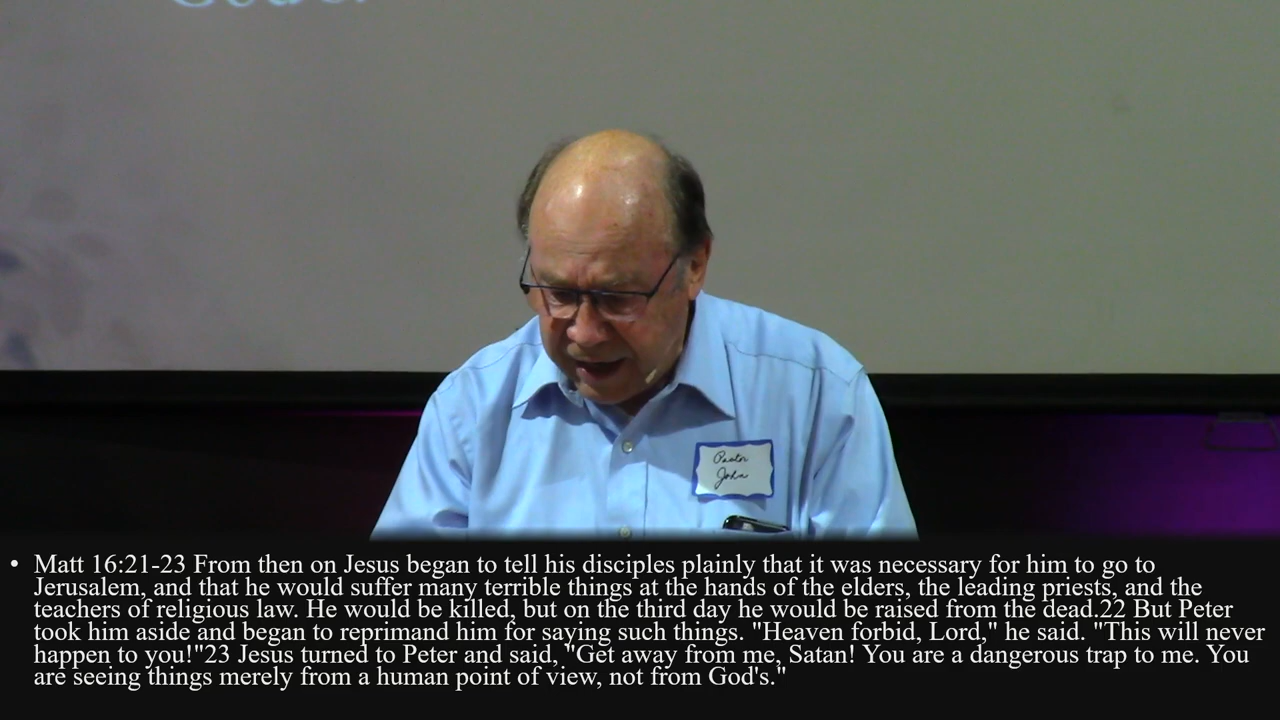 Pastor
John
• Matt 16:21-23 From then on Jesus began to tell his disciples plainly that it was necessary for him to go to
Jerusalem, and that he would suffer many terrible things at the hands of the elders, the leading priests, and the
teachers of religious law. He would be killed, but on the third day he would be raised from the dead.22 But Peter
took him aside and began to reprimand him for saying such things. "Heaven forbid, Lord," he said. "This will never
happen to you!"23 Jesus turned to Peter and said, "Get away from me, Satan! You are a dangerous trap to me. You
are seeing things merely from a human point of view, not from God's."